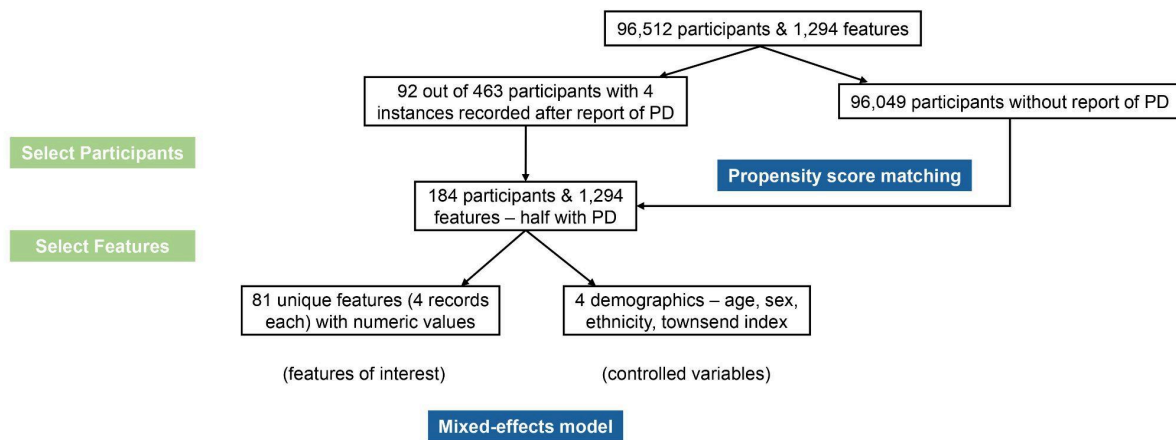 96,512 participants & 1,294 features
92 out of 463 participants with 4
instances recorded after report of PD
96,049 participants without report of PD
Select Participants
Propensity score matching
184 participants & 1,294
features – half with PD
Select Features
81 unique features (4 records
each) with numeric values
4 demographics – age, sex,
ethnicity, townsend index
(features of interest)
(controlled variables)
Mixed-effects model